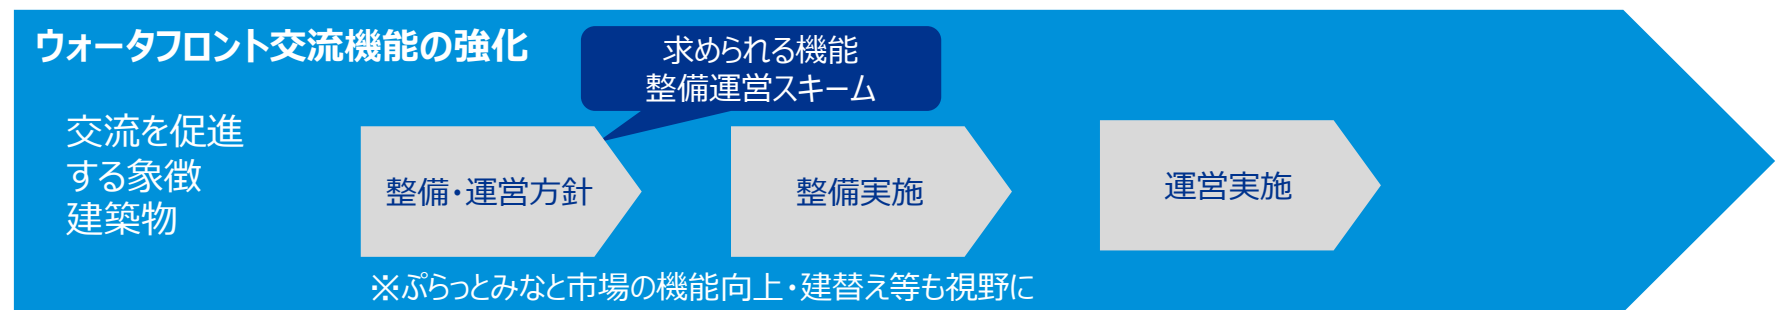 ウォータフロント交流機能の強化
求められる機能
整備運営スキーム
交流を促進
する象徴
建築物
整備・運営方針
整備実施
運営実施
※ぷらっとみなと市場の機能向上・建替え等も視野に